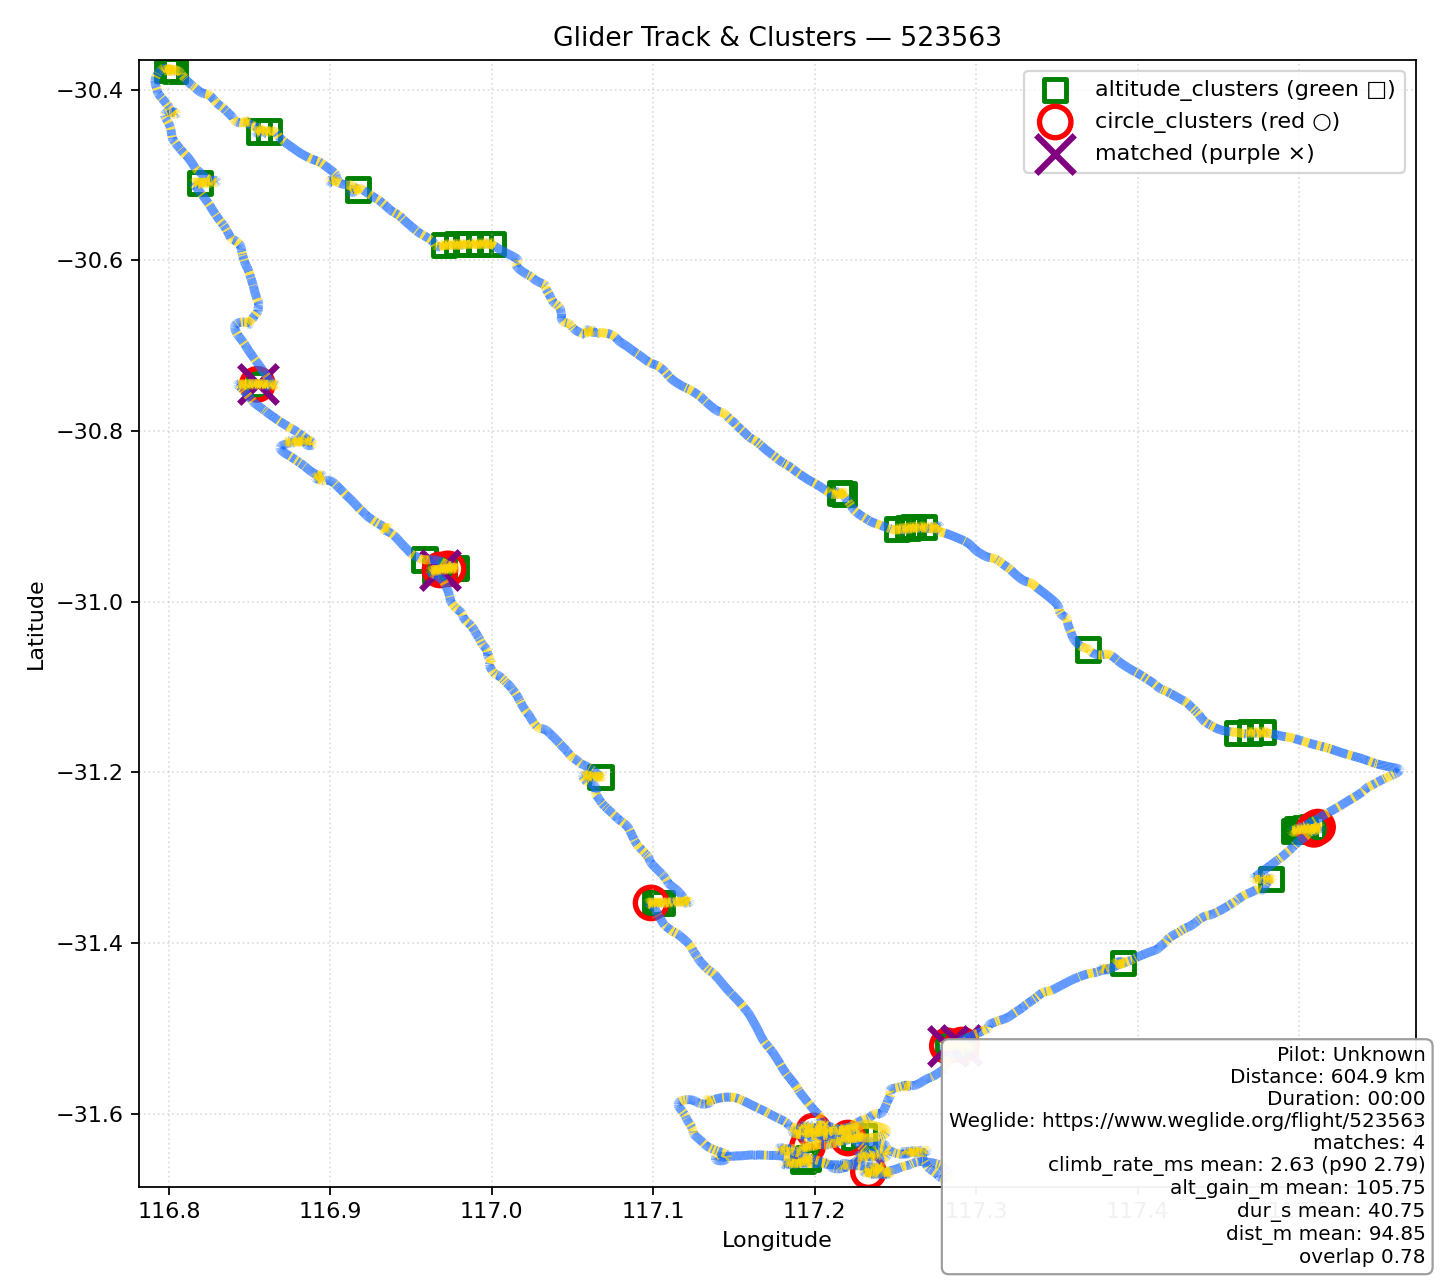 Glider Track & Clusters — 523563
altitude_clusters (green □)
circle_clusters (red ○)
matched (purple ×)
Latitude
−30.4
−30.6
−30.8
−31.0
−31.2
−31.4
−31.6
116.8
116.9
117.0
117.1
117.2
117.3
117.4
Longitude
Pilot: Unknown
Distance: 604.9 km
Duration: 00:00
Weglide: https://www.weglide.org/flight/523563
matches: 4
climb_rate_ms mean: 2.63 (p90 2.79)
alt_gain_m mean: 105.75
dur_s mean: 40.75
dist_m mean: 94.85
overlap 0.78